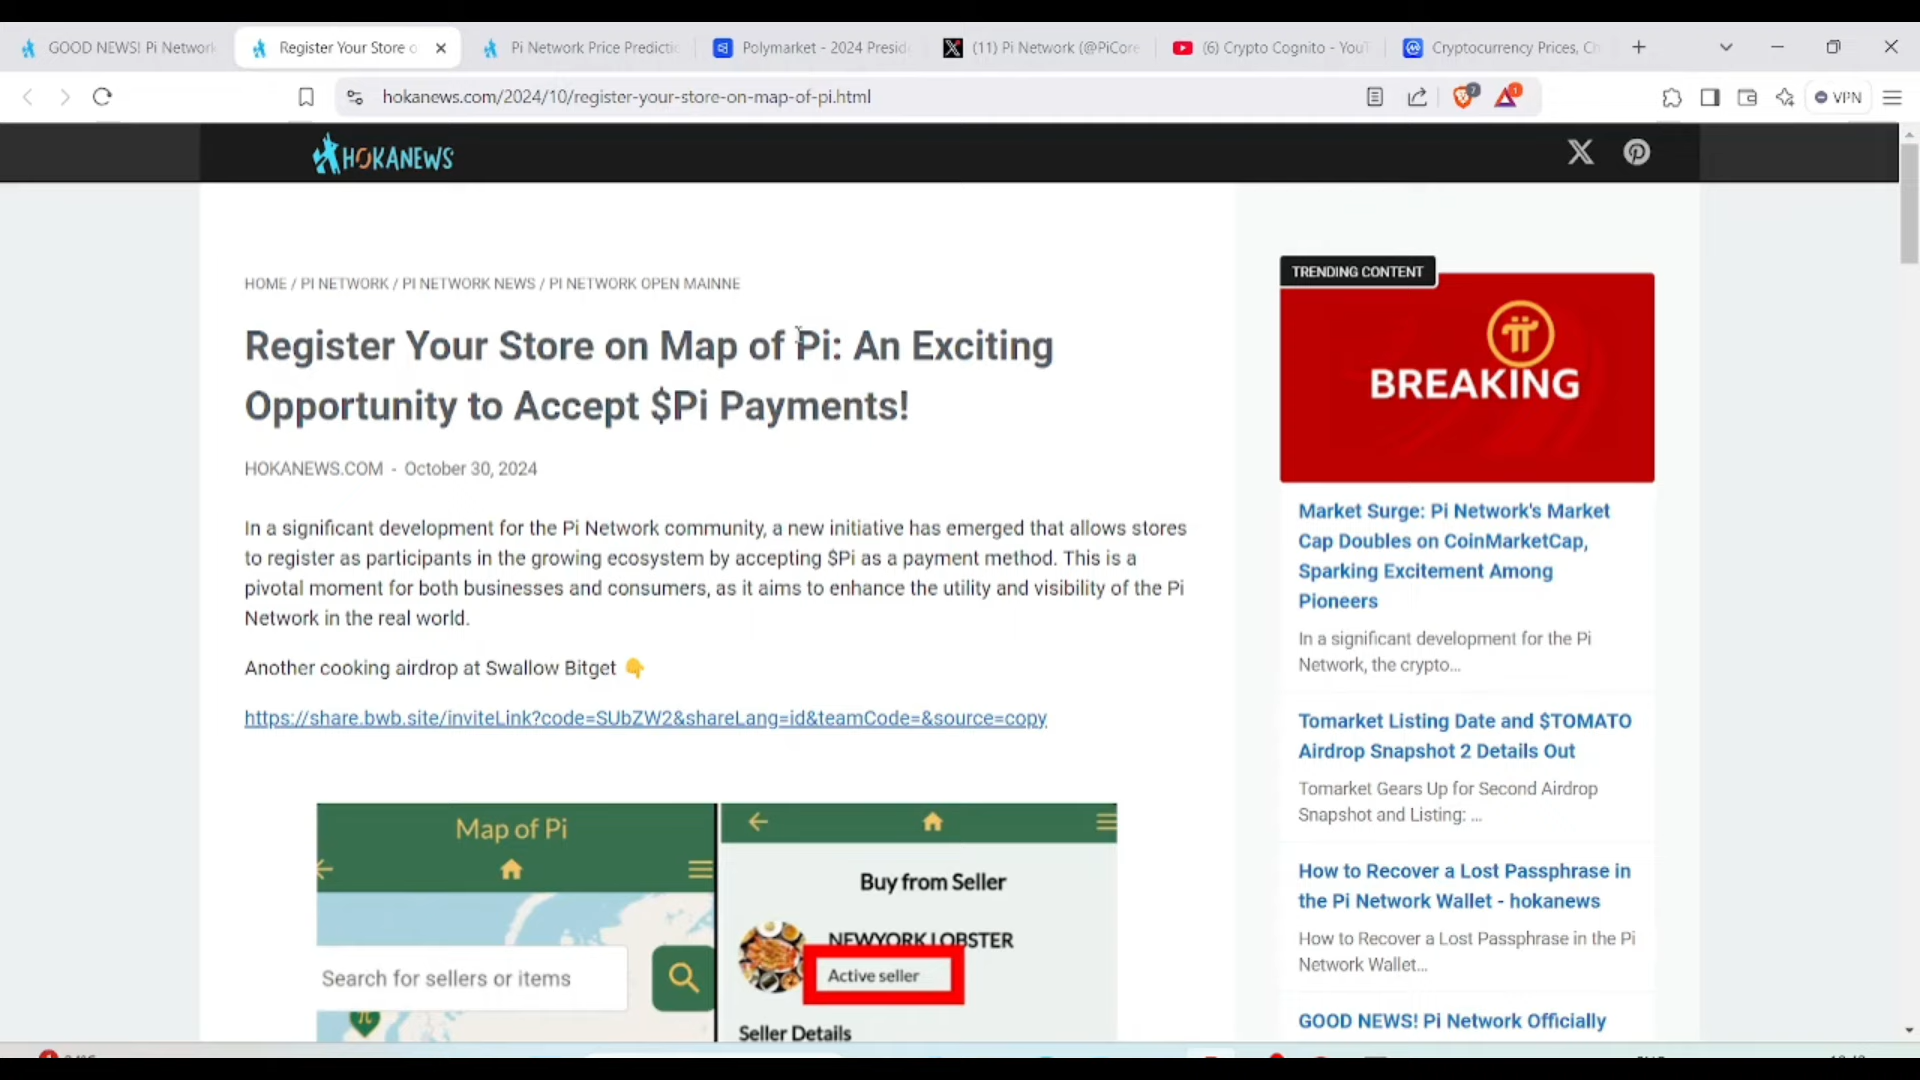 GOOD NEWS! Pi Network
Register Your Store o
Pi Network Price Predictic
Polymarket - 2024 Presid
(11) Pi Network (@PiCore
(6) Crypto Cognito - YouT
Cryptocurrency Prices, C
hokanews.com/2024/10/register-your-store-on-map-of-pi.html
7
1
VPN
HOKANEWS
HOME / PI NETWORK / PI NETWORK NEWS / PI NETWORK OPEN MAINNE
Register Your Store on Map of Pi: An Exciting
Opportunity to Accept $Pi Payments!
HOKANEWS.COM - October 30, 2024
In a significant development for the Pi Network community, a new initiative has emerged that allows stores
to register as participants in the growing ecosystem by accepting $Pi as a payment method. This is a
pivotal moment for both businesses and consumers, as it aims to enhance the utility and visibility of the Pi
Network in the real world.
Another cooking airdrop at Swallow Bitget 👇
https://share.bwb.site/inviteLink?code=SUbZW2&shareLang=id&teamCode=&source=copy
Map of Pi
Search for sellers or items
Buy from Seller
NEWYORK LOBSTER
Active seller
Seller Details
TRENDING CONTENT
BREAKING
Market Surge: Pi Network's Market
Cap Doubles on CoinMarketCap,
Sparking Excitement Among
Pioneers
In a significant development for the Pi
Network, the crypto…
Tomarket Listing Date and $TOMATO
Airdrop Snapshot 2 Details Out
Tomarket Gears Up for Second Airdrop
Snapshot and Listing: …
How to Recover a Lost Passphrase in
the Pi Network Wallet - hokanews
How to Recover a Lost Passphrase in the Pi
Network Wallet…
GOOD NEWS! Pi Network Officially